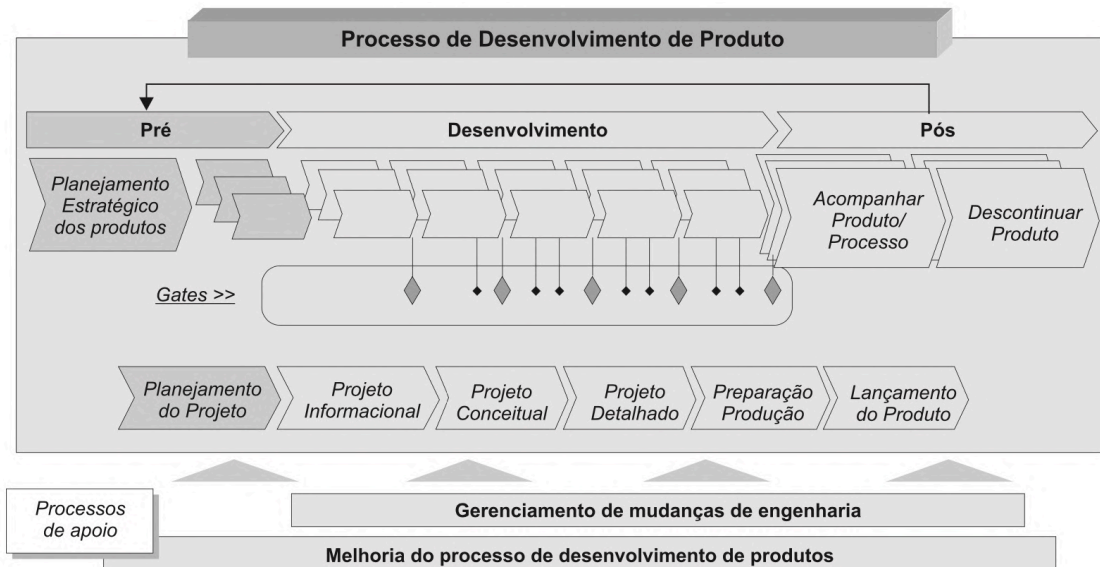 Processo de Desenvolvimento de Produto
Pré
Desenvolvimento
Pós
Planejamento
Estratégico
dos produtos
Acompanhar
Produto/
Processo
Descontinuar
Produto
Gates >>
Planejamento
do Projeto
Projeto
Informacional
Projeto
Conceitual
Projeto
Detalhado
Preparação
Produção
Lançamento
do Produto
Processos
de apoio
Gerenciamento de mudanças de engenharia
Melhoria do processo de desenvolvimento de produtos